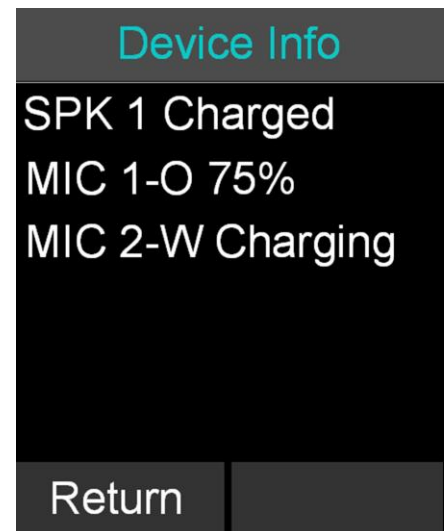 Device Info
SPK 1 Charged
MIC 1-O 75%
MIC 2-W Charging
Return